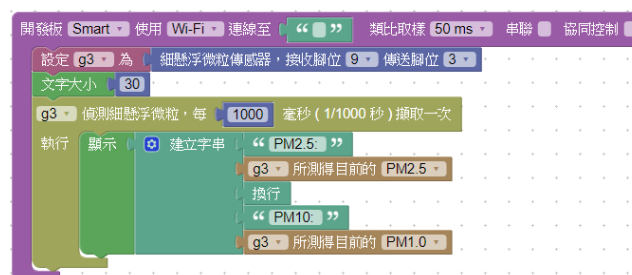 開發板 Smart 使用 Wi-Fi 連線至 “ ” 類比取樣 50 ms 串聯 協同控制
設定 g3 為 細懸浮微粒傳感器，接收腳位 9 傳送腳位 3
文字大小 30
g3 偵測細懸浮微粒，每 1000 毫秒 ( 1/1000 秒 ) 擷取一次
執行 顯示 建立字串 “ PM2.5: ”
g3 所測得目前的 PM2.5
換行
“ PM10: ”
g3 所測得目前的 PM1.0